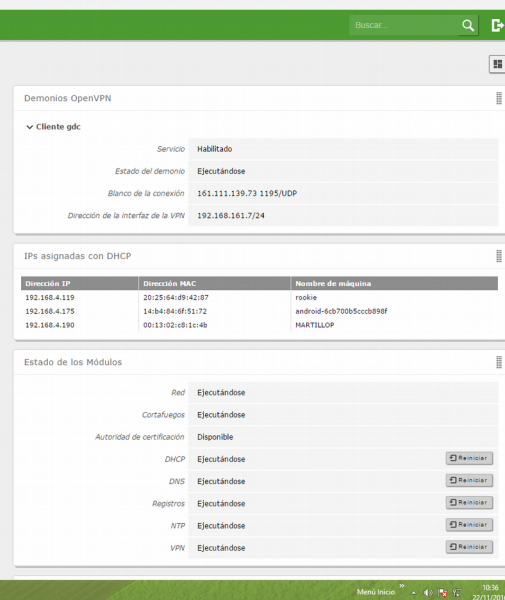 Buscar...
Demonios OpenVPN
Cliente gdc
Servicio Habilitado
Estado del demonio Ejecutándose
Blanco de la conexión 161.111.139.73 1195/UDP
Dirección de la interfaz de la VPN 192.168.161.7/24
IPs asignadas con DHCP
Dirección IP Dirección MAC Nombre de máquina
192.168.4.119 20:25:64:d9:42:87 rookie
192.168.4.175 14:b4:84:6f:51:72 android-6cb700b5cccb898f
192.168.4.190 00:13:02:c8:1c:4b MARTILLOP
Estado de los Módulos
Red Ejecutándose
Cortafuegos Ejecutándose
Autoridad de certificación Disponible
DHCP Ejecutándose Reiniciar
DNS Ejecutándose Reiniciar
Registros Ejecutándose Reiniciar
NTP Ejecutándose Reiniciar
VPN Ejecutándose Reiniciar
Menú Inicio » 10:36
22/11/201